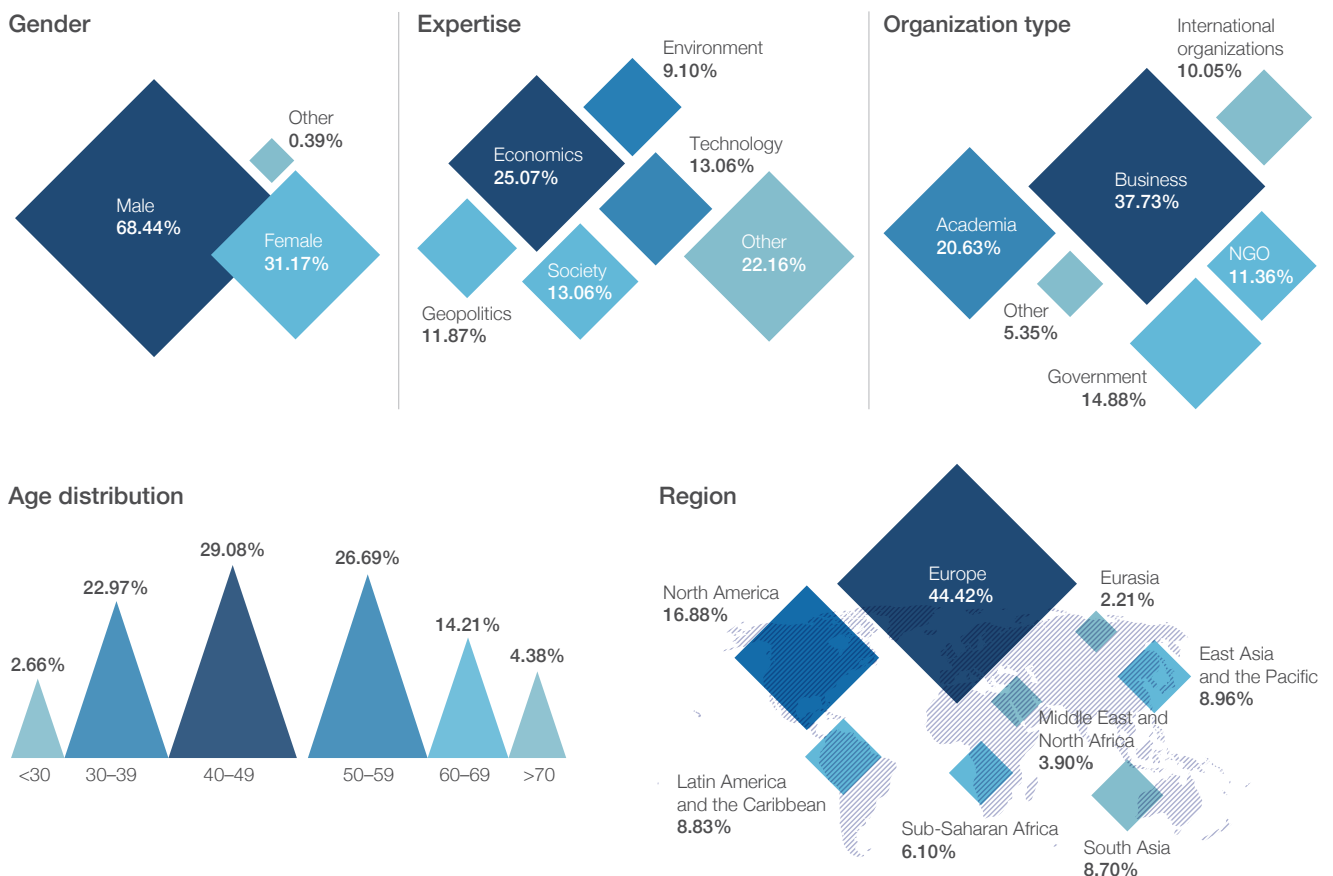 Gender
Other
0.39%
Male
68.44%
Female
31.17%
Expertise
Environment
9.10%
Economics
25.07%
Technology
13.06%
Other
22.16%
Society
13.06%
Geopolitics
11.87%
Organization type
International
organizations
10.05%
Business
37.73%
Academia
20.63%
NGO
11.36%
Other
5.35%
Government
14.88%
Age distribution
2.66%
22.97%
29.08%
26.69%
14.21%
4.38%
<30
30–39
40–49
50–59
60–69
>70
Region
North America
16.88%
Europe
44.42%
Eurasia
2.21%
East Asia
and the Pacific
8.96%
Middle East and
North Africa
3.90%
Latin America
and the Caribbean
8.83%
Sub-Saharan Africa
6.10%
South Asia
8.70%